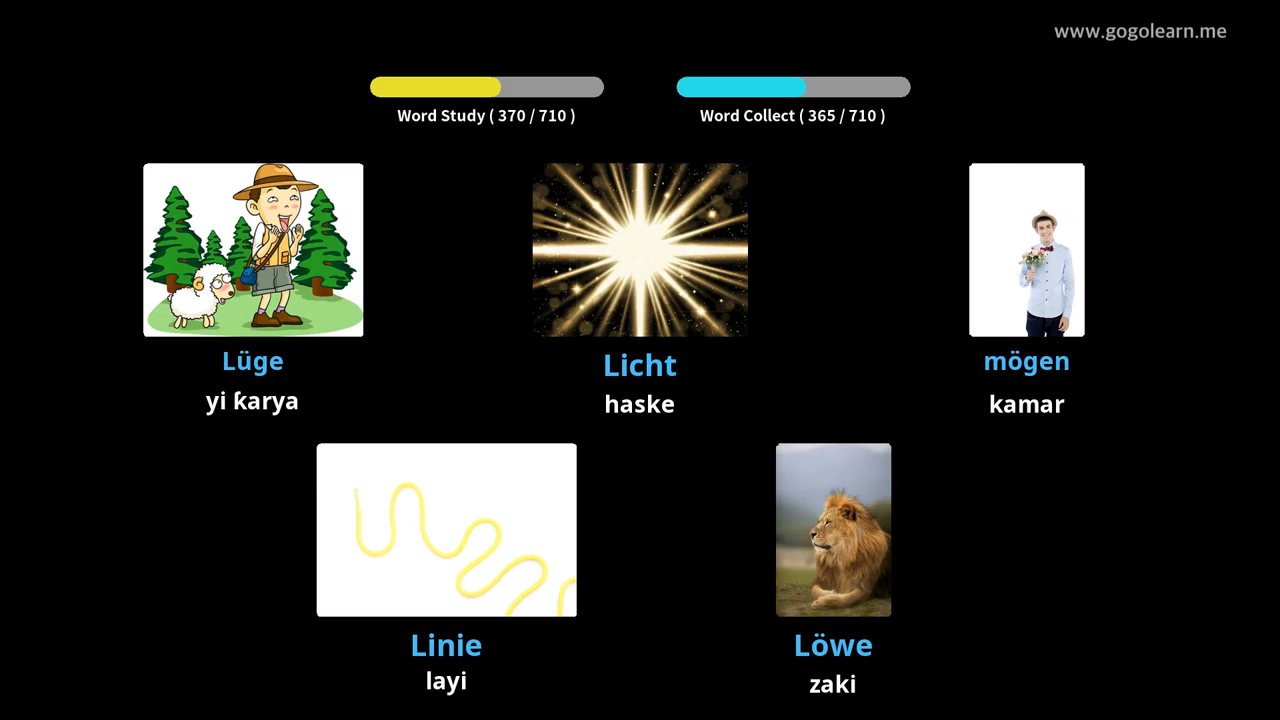 www.gogolearn.me
Word Study ( 370 / 710 )
Word Collect ( 365 / 710 )
Lüge
yi ƙarya
Licht
haske
mögen
kamar
Linie
layi
Löwe
zaki